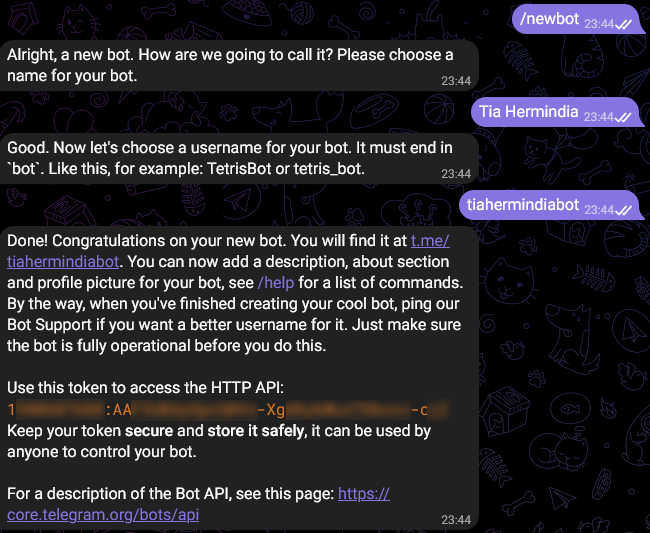 /newbot 23:44
Alright, a new bot. How are we going to call it? Please choose a
name for your bot.
23:44
Tia Hermindia 23:44
Good. Now let's choose a username for your bot. It must end in
`bot`. Like this, for example: TetrisBot or tetris_bot.
23:44
tiahermindiabot 23:44
Done! Congratulations on your new bot. You will find it at t.me/
tiahermindiabot. You can now add a description, about section
and profile picture for your bot, see /help for a list of commands.
By the way, when you've finished creating your cool bot, ping our
Bot Support if you want a better username for it. Just make sure
the bot is fully operational before you do this.
Use this token to access the HTTP API:
1 :AA -Xg -c
Keep your token secure and store it safely, it can be used by
anyone to control your bot.
For a description of the Bot API, see this page: https://
core.telegram.org/bots/api
23:44